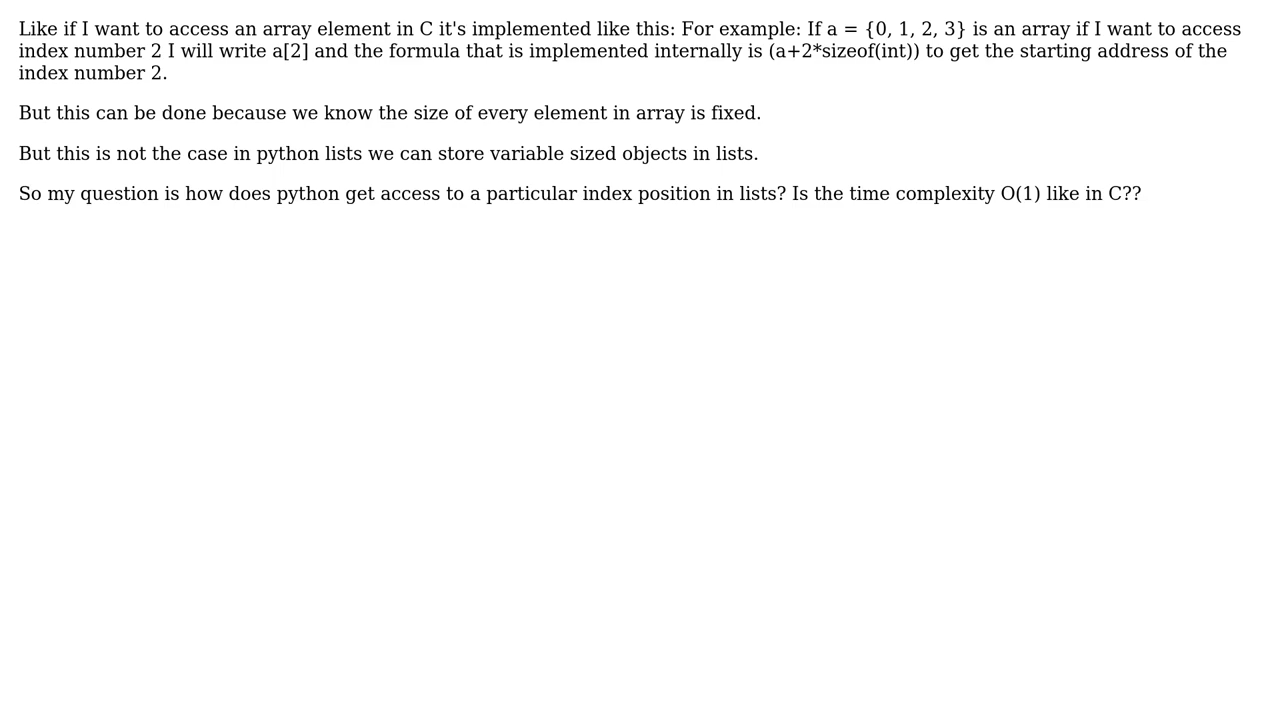 Like if I want to access an array element in C it's implemented like this: For example: If a = {0, 1, 2, 3} is an array if I want to access
index number 2 I will write a[2] and the formula that is implemented internally is (a+2*sizeof(int)) to get the starting address of the
index number 2.
But this can be done because we know the size of every element in array is fixed.
But this is not the case in python lists we can store variable sized objects in lists.
So my question is how does python get access to a particular index position in lists? Is the time complexity O(1) like in C??